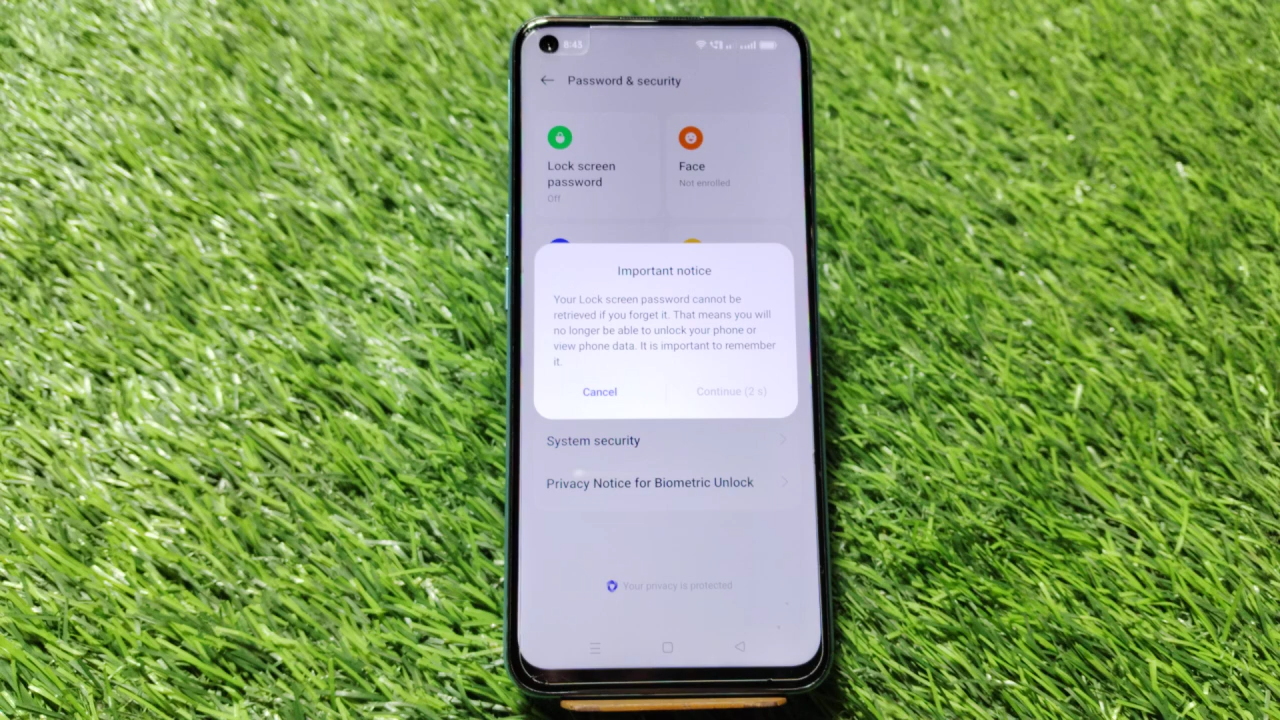 8:43
Password & security
Lock screen
password
Off
Face
Not enrolled
Important notice
Your Lock screen password cannot be
retrieved if you forget it. That means you will
no longer be able to unlock your phone or
view phone data. It is important to remember
it.
Cancel
Continue (2 s)
System security
Privacy Notice for Biometric Unlock
Your privacy is protected